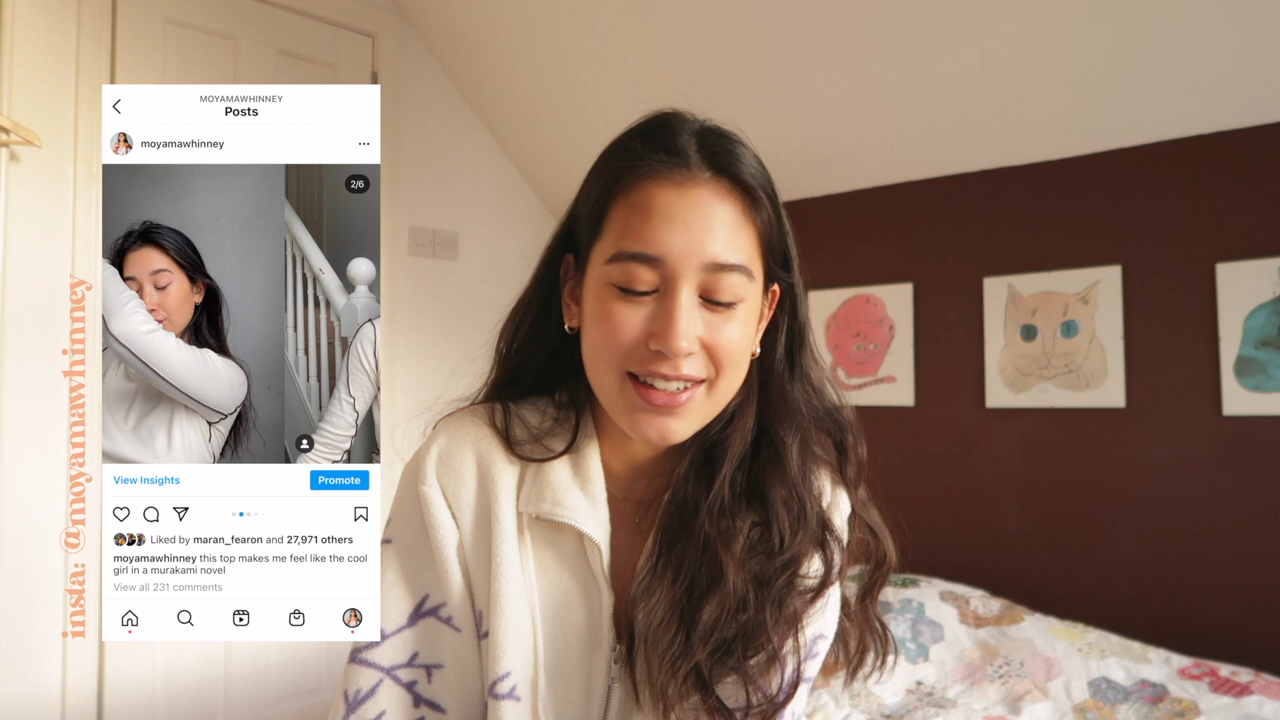 MOYAMAWHINNEY
Posts
moyamawhinney
2/6
View Insights
Promote
Liked by maran_fearon and 27,971 others
moyamawhinney this top makes me feel like the cool
girl in a murakami novel
View all 231 comments
insta: @moyamawhinney